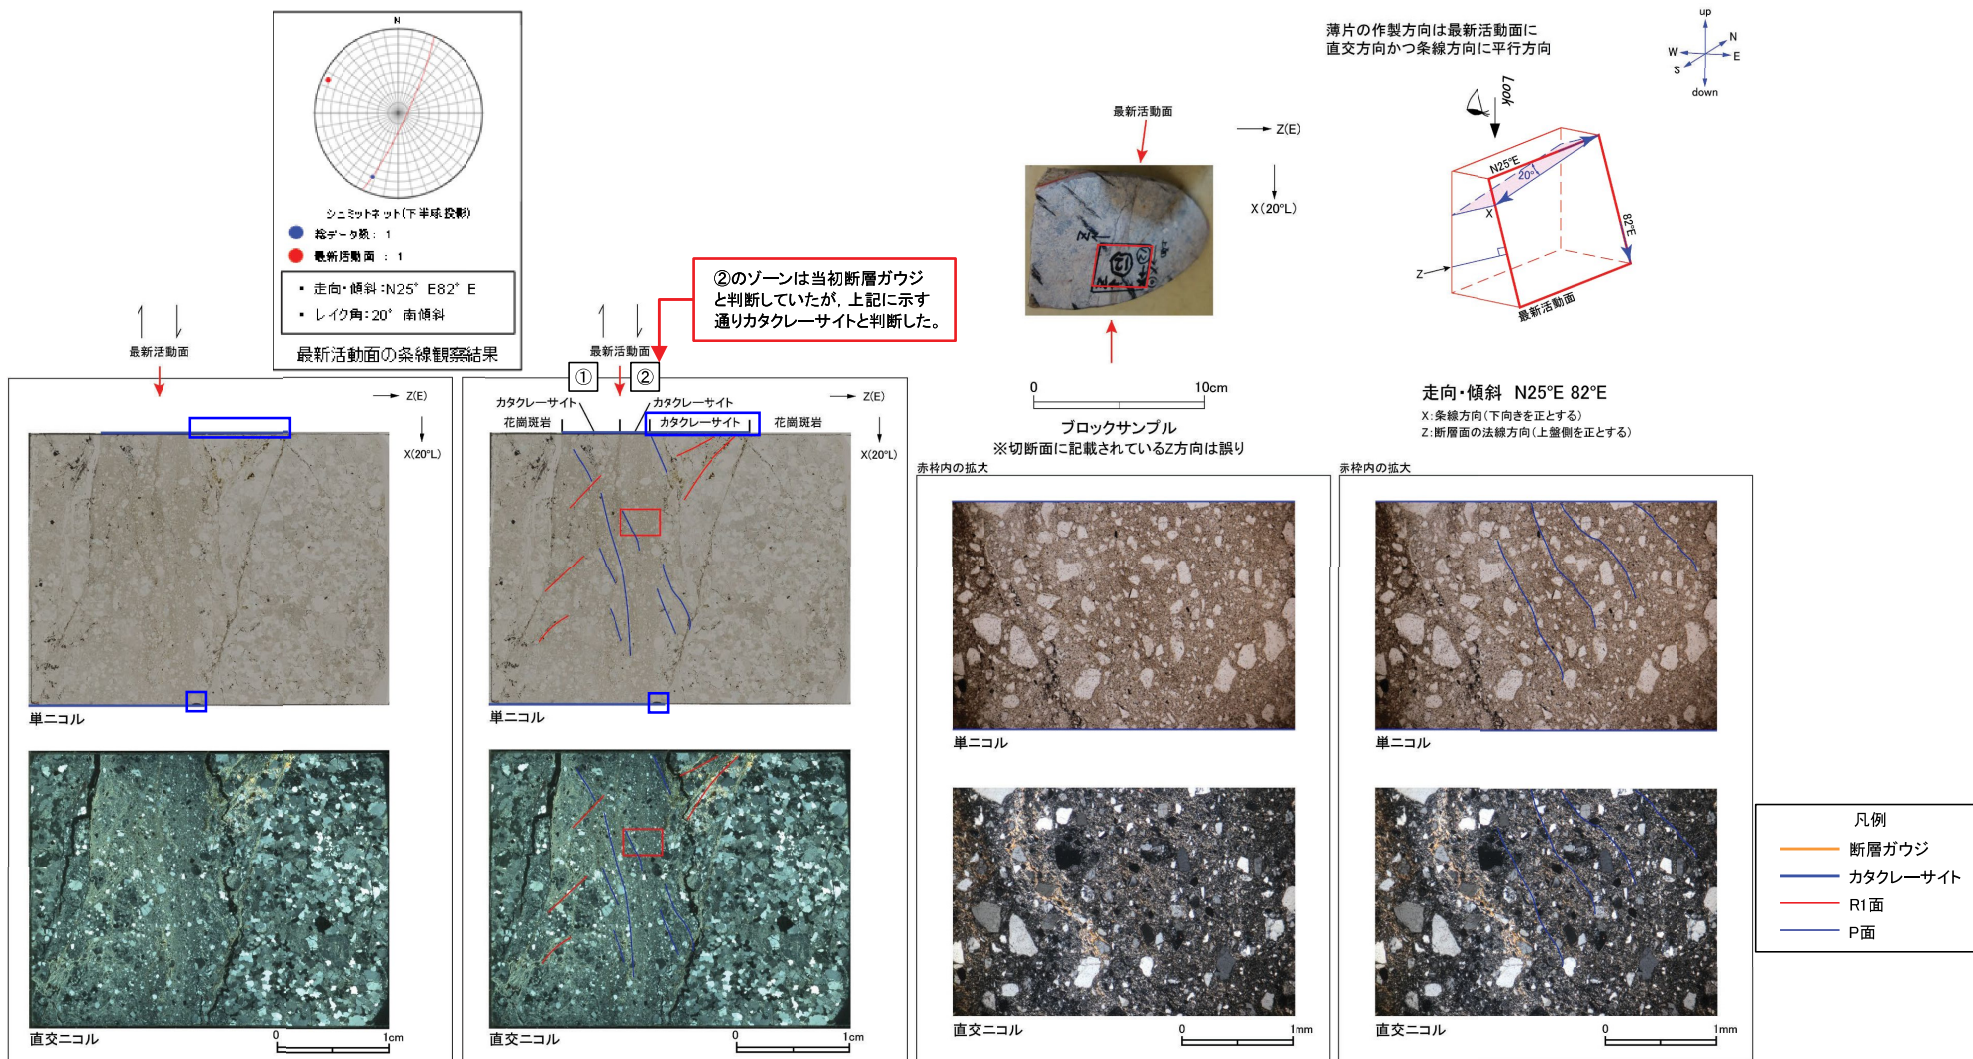 N
シュミットネット(下半球投影)
総データ数： 1
最新活動面 ： 1
・ 走向・傾斜：N25°E82°E
・ レイク角：20°南傾斜
最新活動面の条線観察結果
②のゾーンは当初断層ガウジ
と判断していたが，上記に示す
通りカタクレーサイトと判断した。
最新活動面
Z(E)
X(20°L)
単ニコル
直交ニコル
0 1cm
最新活動面
① ②
カタクレーサイト カタクレーサイト
花崗斑岩 カタクレーサイト 花崗斑岩
Z(E)
X(20°L)
単ニコル
直交ニコル
0 1cm
最新活動面
Z(E)
X(20°L)
0 10cm
ブロックサンプル
※切断面に記載されているZ方向は誤り
薄片の作製方向は最新活動面に
直交方向かつ条線方向に平行方向
up
N
W
E
S
down
Look
N25°E
20°
X
82°E
Z
最新活動面
走向・傾斜 N25°E 82°E
X:条線方向(下向きを正とする)
Z:断層面の法線方向(上盤側を正とする)
赤枠内の拡大
単ニコル
直交ニコル
0 1mm
赤枠内の拡大
単ニコル
直交ニコル
0 1mm
凡例
断層ガウジ
カタクレーサイト
R1面
P面